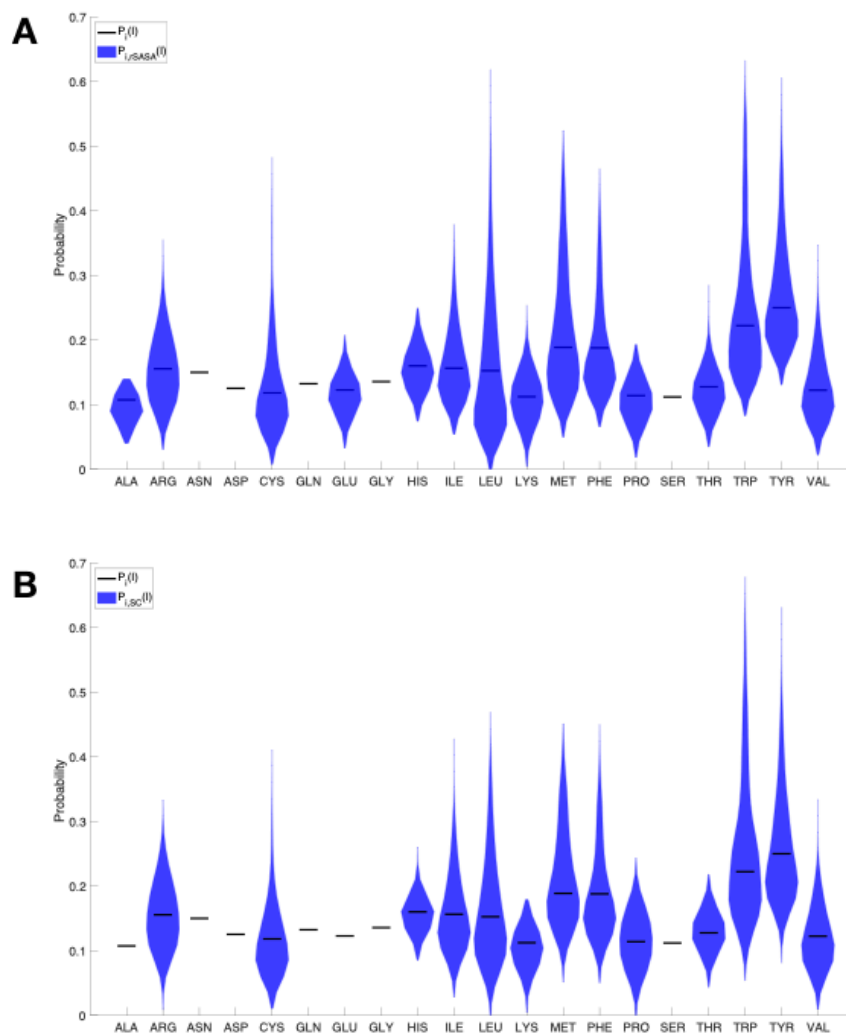 A
0.7
P_i(I)
P_i,rSASA(I)
0.6
0.5
0.4
Probability
0.3
0.2
0.1
0
ALA ARG ASN ASP CYS GLN GLU GLY HIS ILE LEU LYS MET PHE PRO SER THR TRP TYR VAL
B
0.7
P_i(I)
P_i,SC(I)
0.6
0.5
0.4
Probability
0.3
0.2
0.1
0
ALA ARG ASN ASP CYS GLN GLU GLY HIS ILE LEU LYS MET PHE PRO SER THR TRP TYR VAL